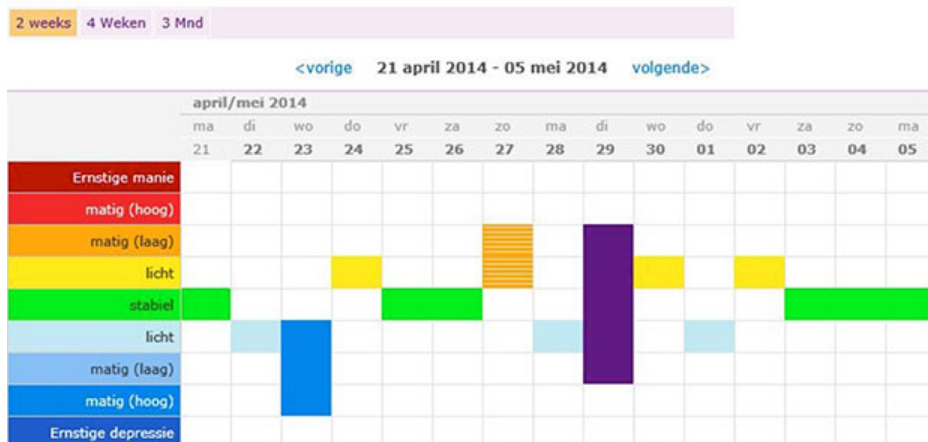 2 weeks 4 Weken 3 Mnd
<vorige 21 april 2014 - 05 mei 2014 volgende>
april/mei 2014
ma di wo do vr za zo ma di wo do vr za zo ma
21 22 23 24 25 26 27 28 29 30 01 02 03 04 05
Ernstige manie
matig (hoog)
matig (laag)
licht
stabiel
licht
matig (laag)
matig (hoog)
Ernstige depressie